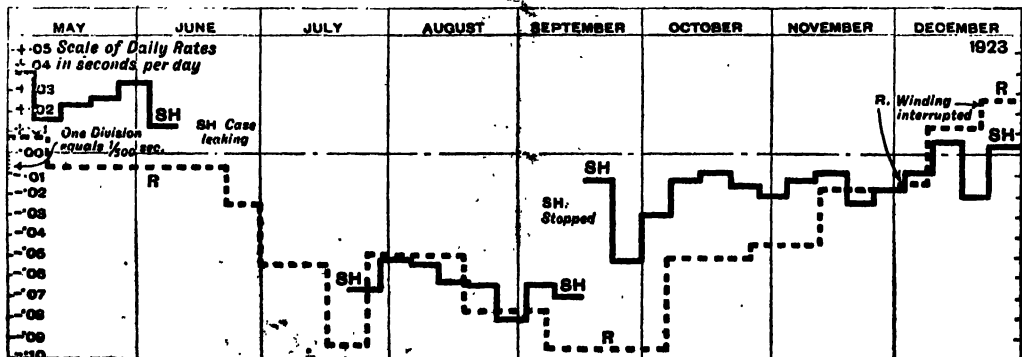 MAY JUNE JULY AUGUST SEPTEMBER OCTOBER NOVEMBER DECEMBER
1923
+·05 Scale of Daily Rates
+·04 in seconds per day
+·03
+·02
One Division
equals 1/500 sec.
·00
-·01
-·02
-·03
-·04
-·05
-·06
-·07
-·08
-·09
-·10
SH
SH Case
leaking
R
SH
SH
SH
SH:
Stopped
R
R. Winding
interrupted
R
SH